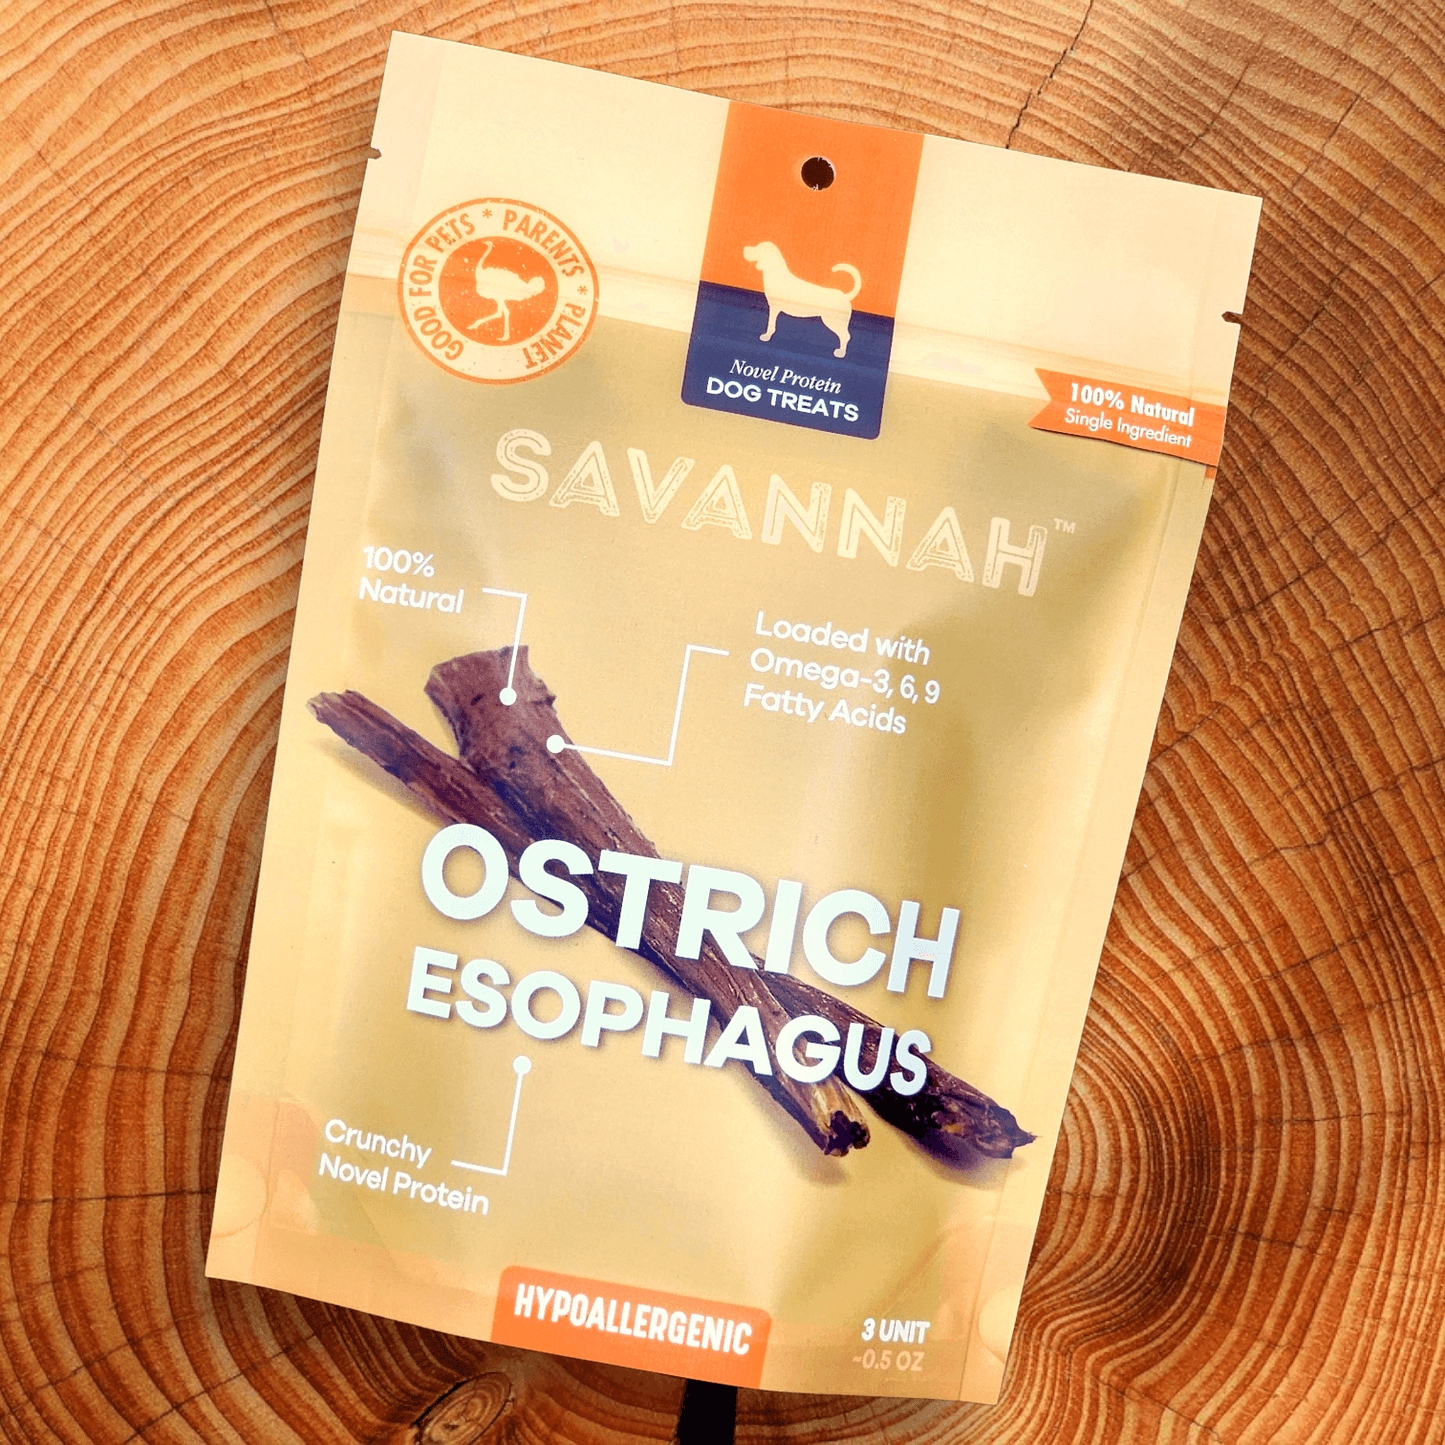 GOOD FOR PETS * PARENTS * PLANET
Novel Protein
DOG TREATS
100% Natural
Single Ingredient
SAVANNAH™
100%
Natural
Loaded with
Omega-3, 6, 9
Fatty Acids
OSTRICH
ESOPHAGUS
Crunchy
Novel Protein
HYPOALLERGENIC
3 UNIT
~0.5 OZ